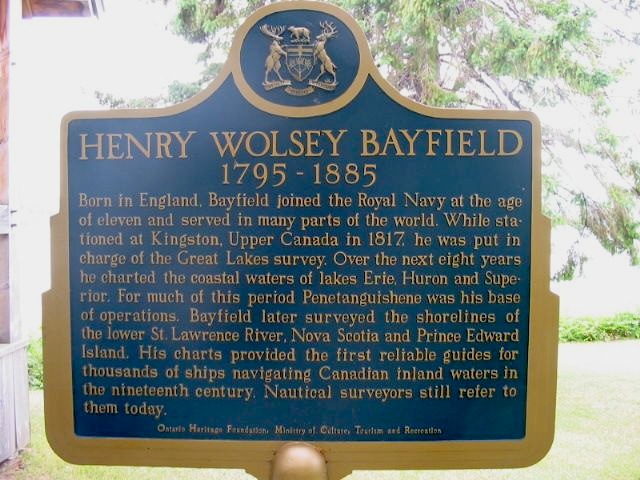 HENRY WOLSEY BAYFIELD
1795 - 1885
Born in England, Bayfield joined the Royal Navy at the age
of eleven and served in many parts of the world. While sta-
tioned at Kingston, Upper Canada in 1817, he was put in
charge of the Great Lakes survey. Over the next eight years
he charted the coastal waters of lakes Erie, Huron and Supe-
rior. For much of this period Penetanguishene was his base
of operations. Bayfield later surveyed the shorelines of
the lower St. Lawrence River, Nova Scotia and Prince Edward
Island. His charts provided the first reliable guides for
thousands of ships navigating Canadian inland waters in
the nineteenth century. Nautical surveyors still refer to
them today.
Ontario Heritage Foundation, Ministry of Culture, Tourism and Recreation